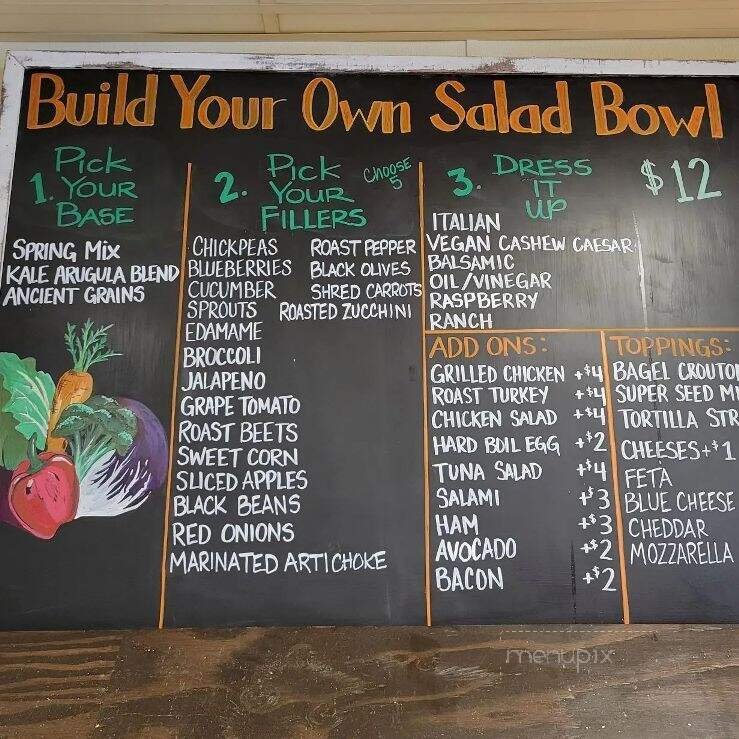 Build Your Own Salad Bowl
1. Pick
YOUR
BASE
SPRING MIX
KALE ARUGULA BLEND
ANCIENT GRAINS
2. Pick
YOUR
FILLERS
CHOOSE
5
CHICKPEAS
BLUEBERRIES
CUCUMBER
SPROUTS
EDAMAME
BROCCOLI
JALAPENO
GRAPE TOMATO
ROAST BEETS
SWEET CORN
SLICED APPLES
BLACK BEANS
RED ONIONS
MARINATED ARTICHOKE
ROAST PEPPER
BLACK OLIVES
SHRED CARROTS
ROASTED ZUCCHINI
3. DRESS
IT
UP
$12
ITALIAN
VEGAN CASHEW CAESAR
BALSAMIC
OIL/VINEGAR
RASPBERRY
RANCH
ADD ONS:
GRILLED CHICKEN +$4
ROAST TURKEY +$4
CHICKEN SALAD +$4
HARD BOIL EGG +$2
TUNA SALAD +$4
SALAMI +$3
HAM +$3
AVOCADO +$2
BACON +$2
TOPPINGS:
BAGEL
SUPER SEED
TORTILLA
CHEESES +$1
FETA
BLUE CHEESE
CHEDDAR
MOZZARELLA
menupix